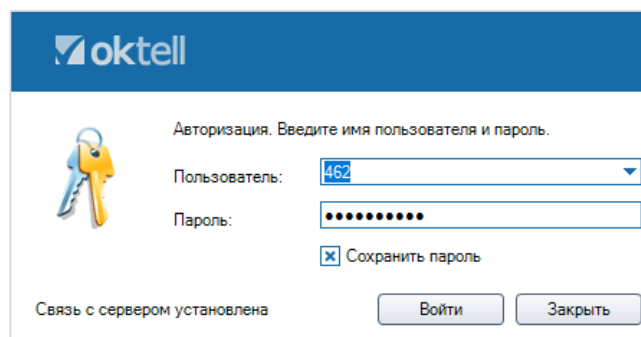 oktell
Авторизация. Введите имя пользователя и пароль.
Пользователь: 462
Пароль: ••••••••••
Сохранить пароль
Связь с сервером установлена Войти Закрыть